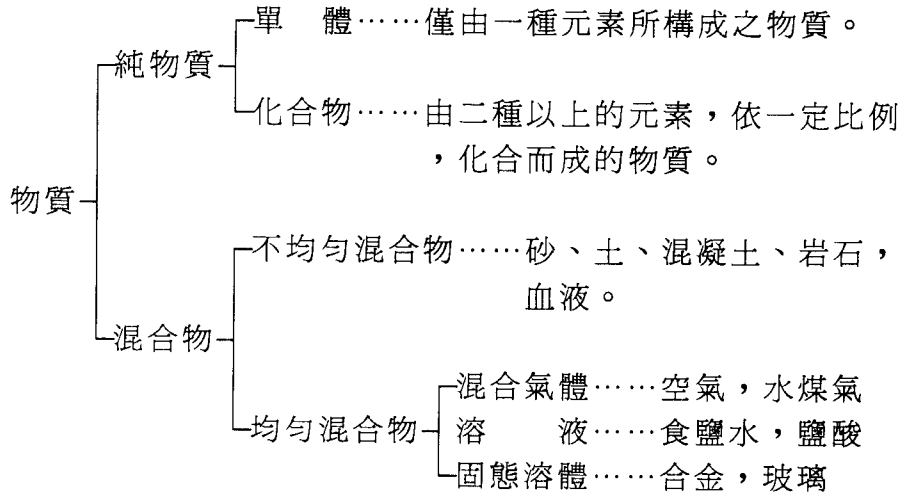 單　體……僅由一種元素所構成之物質。
純物質
化合物……由二種以上的元素，依一定比例
，化合而成的物質。
物質
不均勻混合物……砂、土、混凝土、岩石，
血液。
混合物
混合氣體……空氣，水煤氣
均勻混合物
溶　　液……食鹽水，鹽酸
固態溶體……合金，玻璃